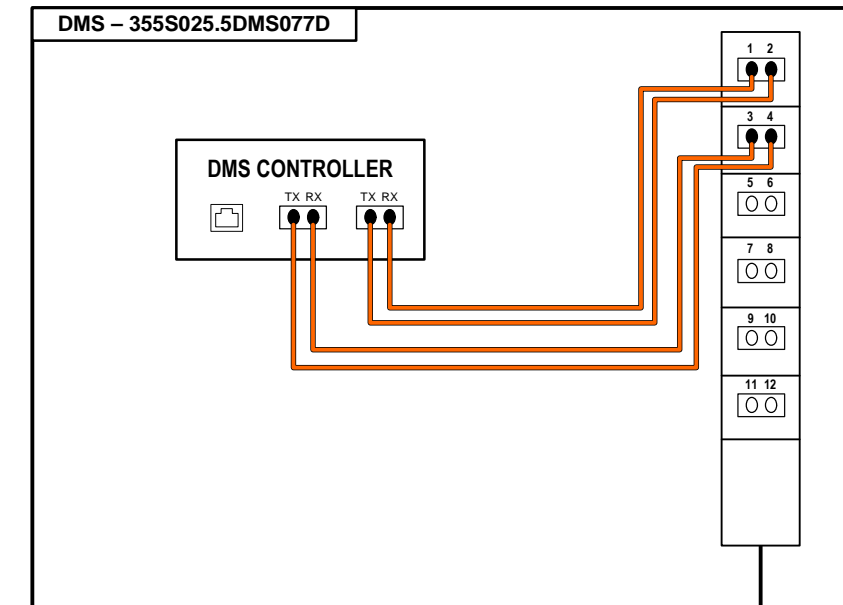 DMS – 355S025.5DMS077D
1 2
3 4
DMS CONTROLLER
TX RX TX RX
5 6
7 8
9 10
11 12